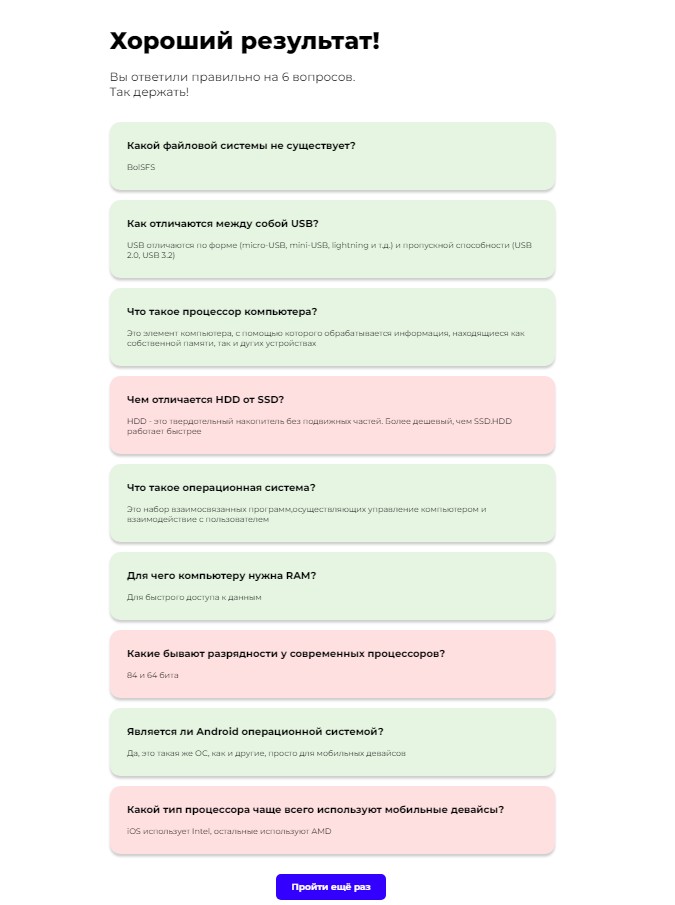 Хороший результат!
Вы ответили правильно на 6 вопросов.
Так держать!
Какой файловой системы не существует?
BolSFS
Как отличаются между собой USB?
USB отличаются по форме (micro-USB, mini-USB, lightning и т.д.) и пропускной способности (USB
2.0, USB 3.2)
Что такое процессор компьютера?
Это элемент компьютера, с помощью которого обрабатывается информация, находящиеся как
собственной памяти, так и дугих устройствах
Чем отличается HDD от SSD?
HDD - это твердотельный накопитель без подвижных частей. Более дешевый, чем SSD.HDD
работает быстрее
Что такое операционная система?
Это набор взаимосвязанных программ,осуществляющих управление компьютером и
взаимодействие с пользователем
Для чего компьютеру нужна RAM?
Для быстрого доступа к данным
Какие бывают разрядности у современных процессоров?
84 и 64 бита
Является ли Android операционной системой?
Да, это такая же ОС, как и другие, просто для мобильных девайсов
Какой тип процессора чаще всего используют мобильные девайсы?
iOS использует Intel, остальные используют AMD
Пройти ещё раз